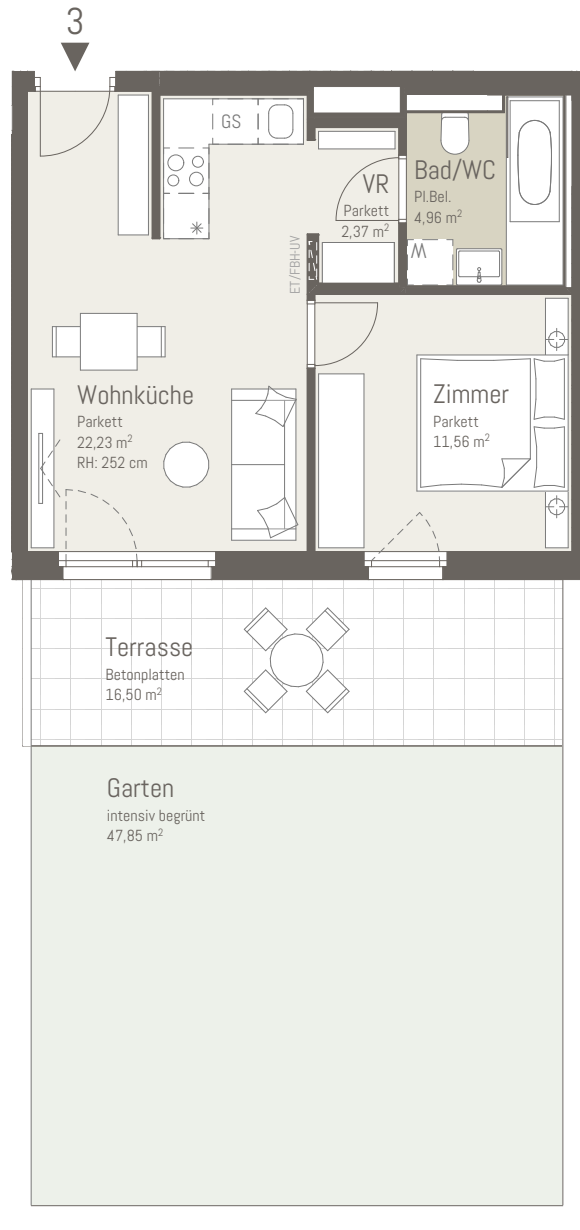 3
GS
Bad/WC
Pl.Bel.
4,96 m²
VR
Parkett
2,37 m²
W
ET/FBH-UV
Wohnküche
Parkett
22,23 m²
RH: 252 cm
Zimmer
Parkett
11,56 m²
Terrasse
Betonplatten
16,50 m²
Garten
intensiv begrünt
47,85 m²